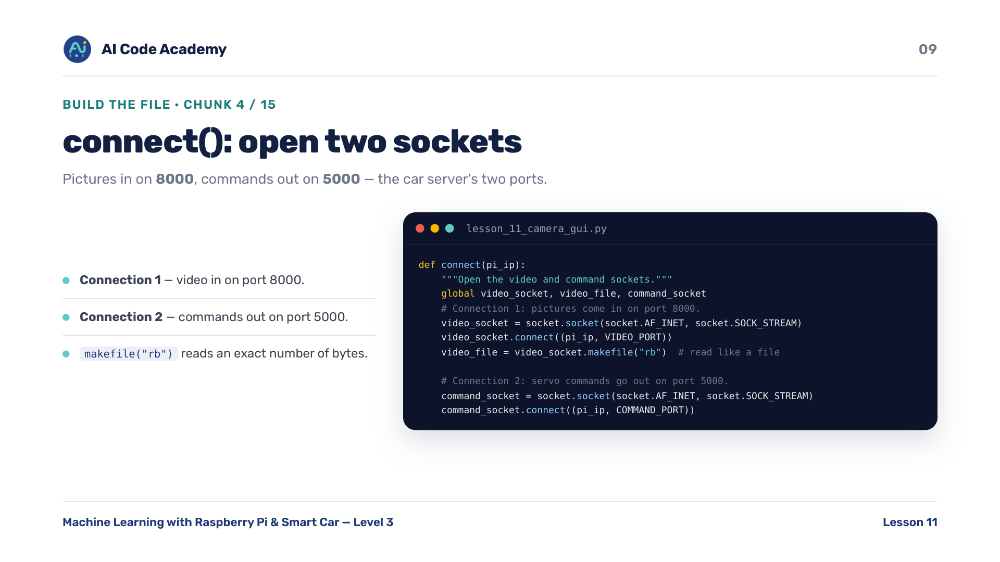 AI Code Academy
09
BUILD THE FILE • CHUNK 4 / 15
connect(): open two sockets
Pictures in on 8000, commands out on 5000 — the car server's two ports.
Connection 1 — video in on port 8000.
Connection 2 — commands out on port 5000.
makefile("rb") reads an exact number of bytes.
lesson_11_camera_gui.py
def connect(pi_ip):
    """Open the video and command sockets."""
    global video_socket, video_file, command_socket
    # Connection 1: pictures come in on port 8000.
    video_socket = socket.socket(socket.AF_INET, socket.SOCK_STREAM)
    video_socket.connect((pi_ip, VIDEO_PORT))
    video_file = video_socket.makefile("rb")  # read like a file
    # Connection 2: servo commands go out on port 5000.
    command_socket = socket.socket(socket.AF_INET, socket.SOCK_STREAM)
    command_socket.connect((pi_ip, COMMAND_PORT))
Machine Learning with Raspberry Pi & Smart Car — Level 3
Lesson 11